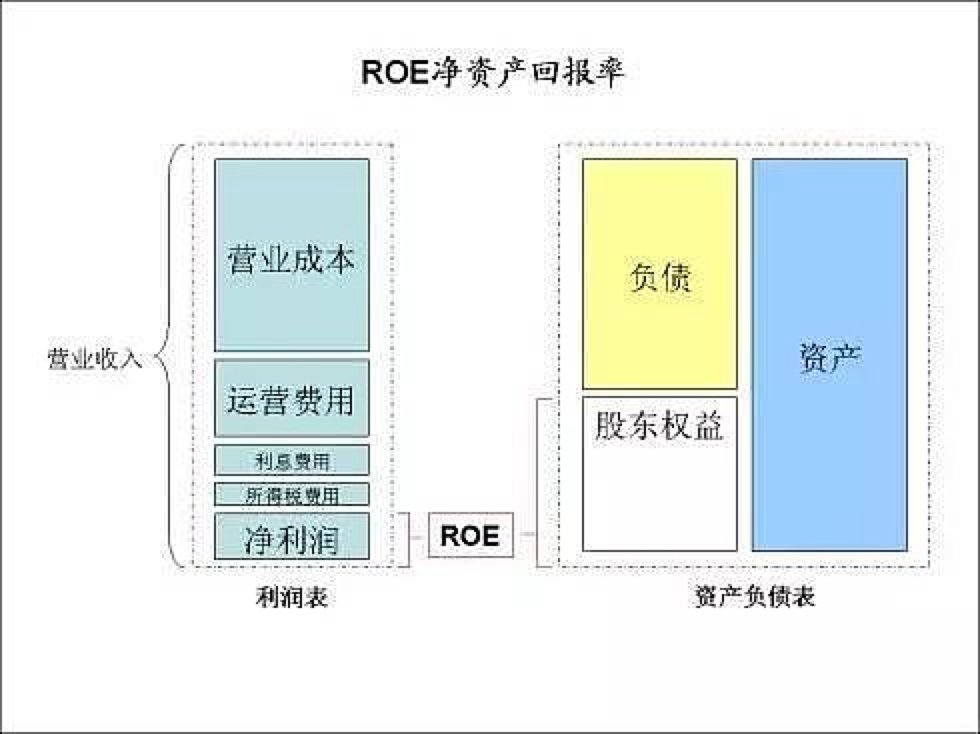 ROE净资产回报率
营业收入
营业成本
运营费用
利息费用
所得税费用
净利润
利润表
ROE
负债
股东权益
资产
资产负债表